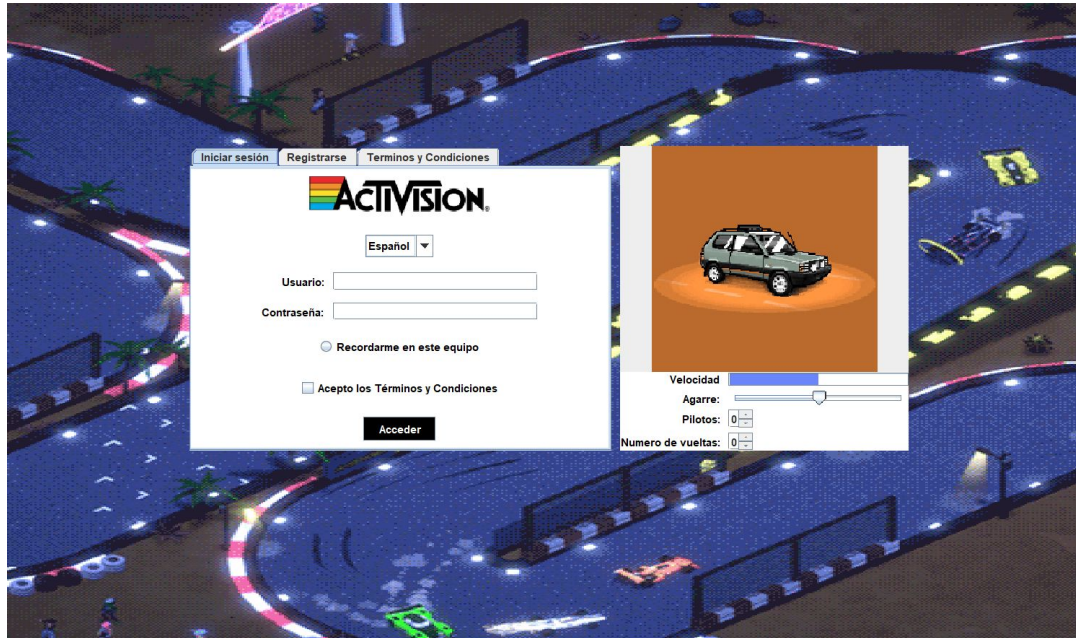 Iniciar sesión
Registrarse
Terminos y Condiciones
ACTIVISION.
Español
Usuario:
Contraseña:
Recordarme en este equipo
Acepto los Términos y Condiciones
Acceder
Velocidad
Agarre:
Pilotos: 0
Numero de vueltas: 0